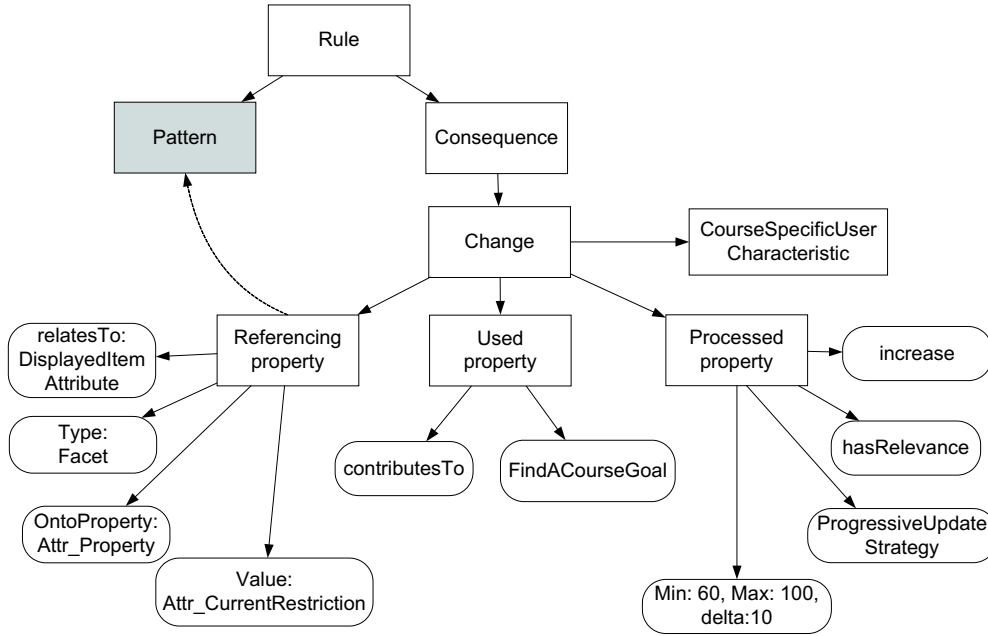 Rule
Pattern
Consequence
Change
CourseSpecificUser
Characteristic
relatesTo:
DisplayedItem
Attribute
Referencing
property
Used
property
Processed
property
increase
Type:
Facet
contributesTo
FindACourseGoal
hasRelevance
OntoProperty:
Attr_Property
ProgressiveUpdate
Strategy
Value:
Attr_CurrentRestriction
Min: 60, Max: 100,
delta:10